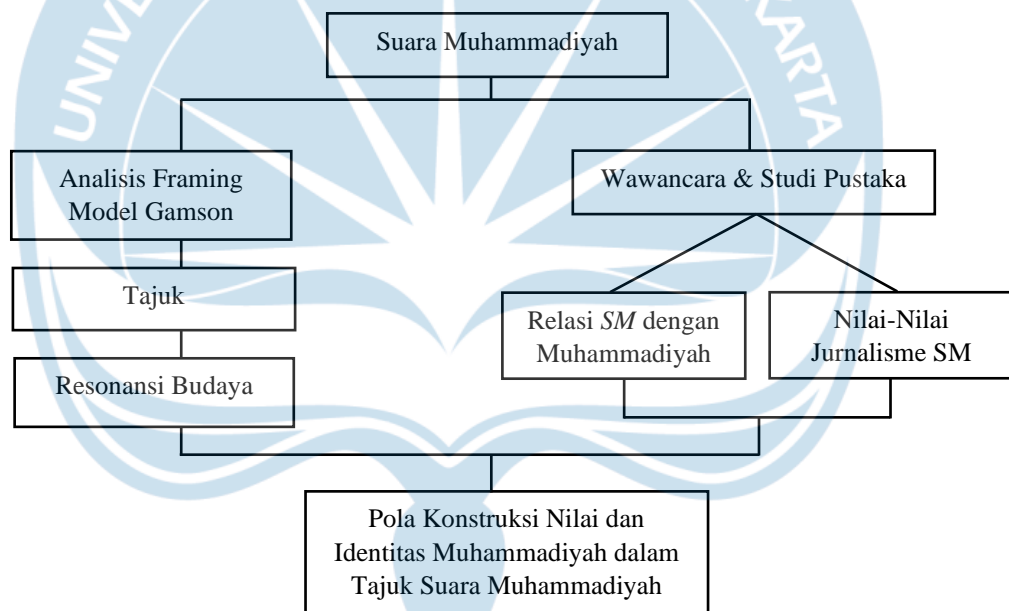 Suara Muhammadiyah
Analisis Framing
Model Gamson
Wawancara & Studi Pustaka
Tajuk
Relasi SM dengan
Muhammadiyah
Nilai-Nilai
Jurnalisme SM
Resonansi Budaya
Pola Konstruksi Nilai dan
Identitas Muhammadiyah dalam
Tajuk Suara Muhammadiyah